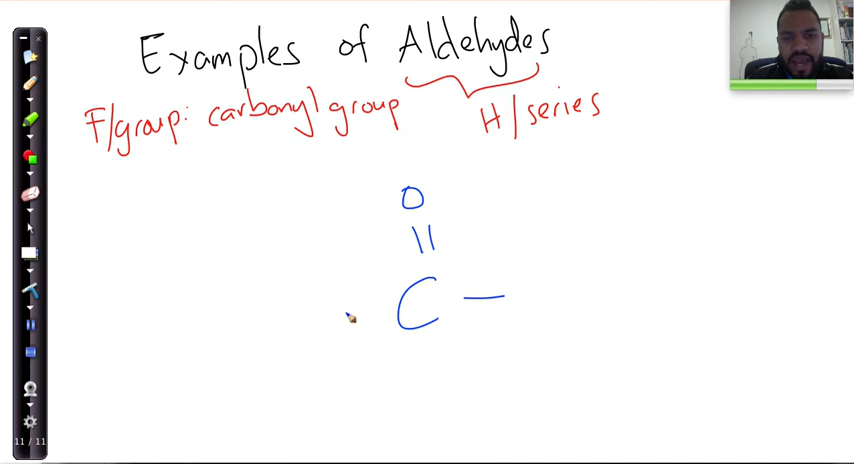 Examples of Aldehydes
F/group: carbonyl group
H/series
O
||
C —
11 / 11